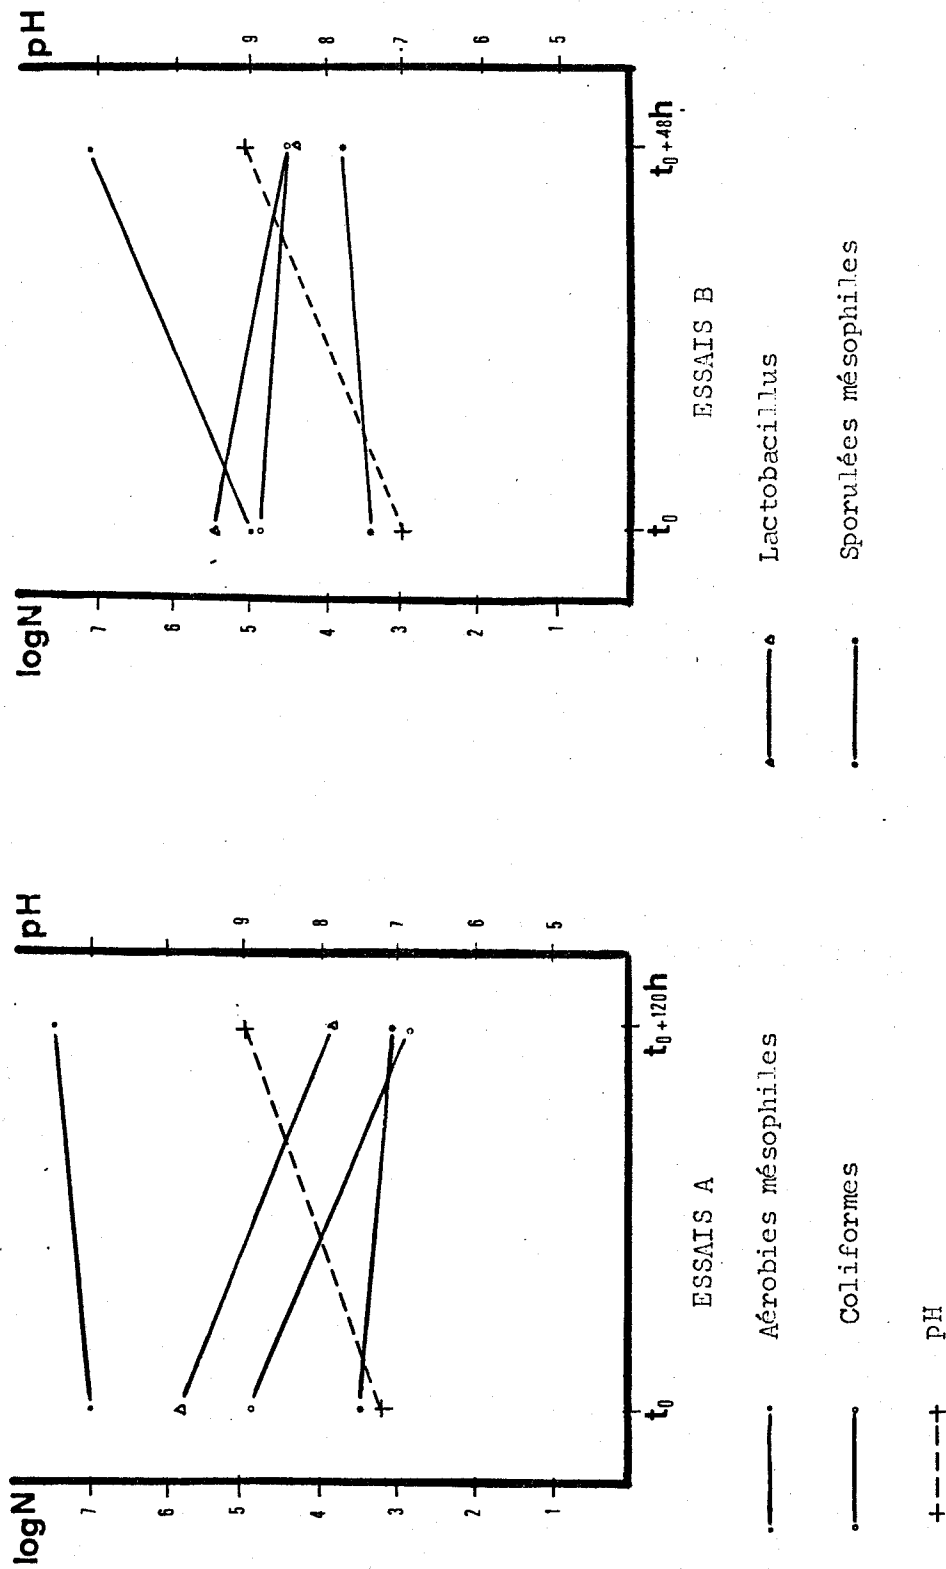 logN
pH
7
6
5
4
3
2
1
9
8
7
6
5
t0
t0+120h
ESSAIS A
logN
pH
7
6
5
4
3
2
1
9
8
7
6
5
t0
t0+48h
ESSAIS B
Aérobies mésophiles
Lactobacillus
Coliformes
Sporulées mésophiles
pH